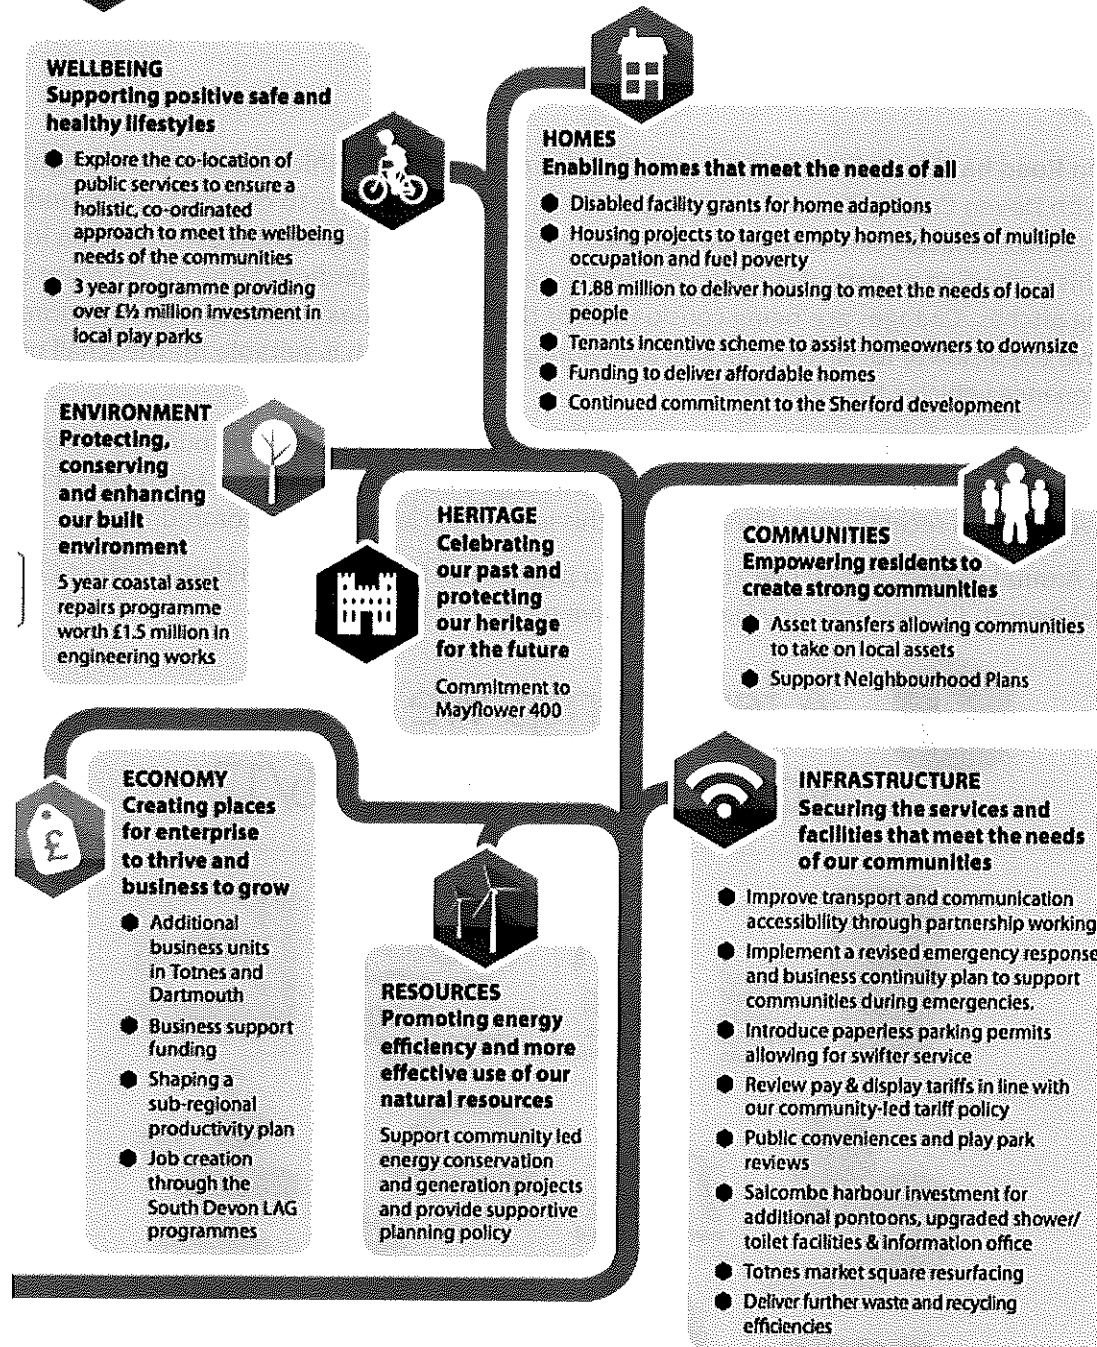 WELLBEING
Supporting positive safe and
healthy lifestyles
Explore the co-location of
public services to ensure a
holistic, co-ordinated
approach to meet the wellbeing
needs of the communities
3 year programme providing
over £½ million investment in
local play parks
HOMES
Enabling homes that meet the needs of all
Disabled facility grants for home adaptions
Housing projects to target empty homes, houses of multiple
occupation and fuel poverty
£1.88 million to deliver housing to meet the needs of local
people
Tenants incentive scheme to assist homeowners to downsize
Funding to deliver affordable homes
Continued commitment to the Sherford development
ENVIRONMENT
Protecting,
conserving
and enhancing
our built
environment
5 year coastal asset
repairs programme
worth £1.5 million in
engineering works
HERITAGE
Celebrating
our past and
protecting
our heritage
for the future
Commitment to
Mayflower 400
COMMUNITIES
Empowering residents to
create strong communities
Asset transfers allowing communities
to take on local assets
Support Neighbourhood Plans
ECONOMY
Creating places
for enterprise
to thrive and
business to grow
Additional
business units
in Totnes and
Dartmouth
Business support
funding
Shaping a
sub-regional
productivity plan
Job creation
through the
South Devon LAG
programmes
£
RESOURCES
Promoting energy
efficiency and more
effective use of our
natural resources
Support community led
energy conservation
and generation projects
and provide supportive
planning policy
INFRASTRUCTURE
Securing the services and
facilities that meet the needs
of our communities
Improve transport and communication
accessibility through partnership working
Implement a revised emergency response
and business continuity plan to support
communities during emergencies.
Introduce paperless parking permits
allowing for swifter service
Review pay & display tariffs in line with
our community-led tariff policy
Public conveniences and play park
reviews
Salcombe harbour investment for
additional pontoons, upgraded shower/
toilet facilities & information office
Totnes market square resurfacing
Deliver further waste and recycling
efficiencies